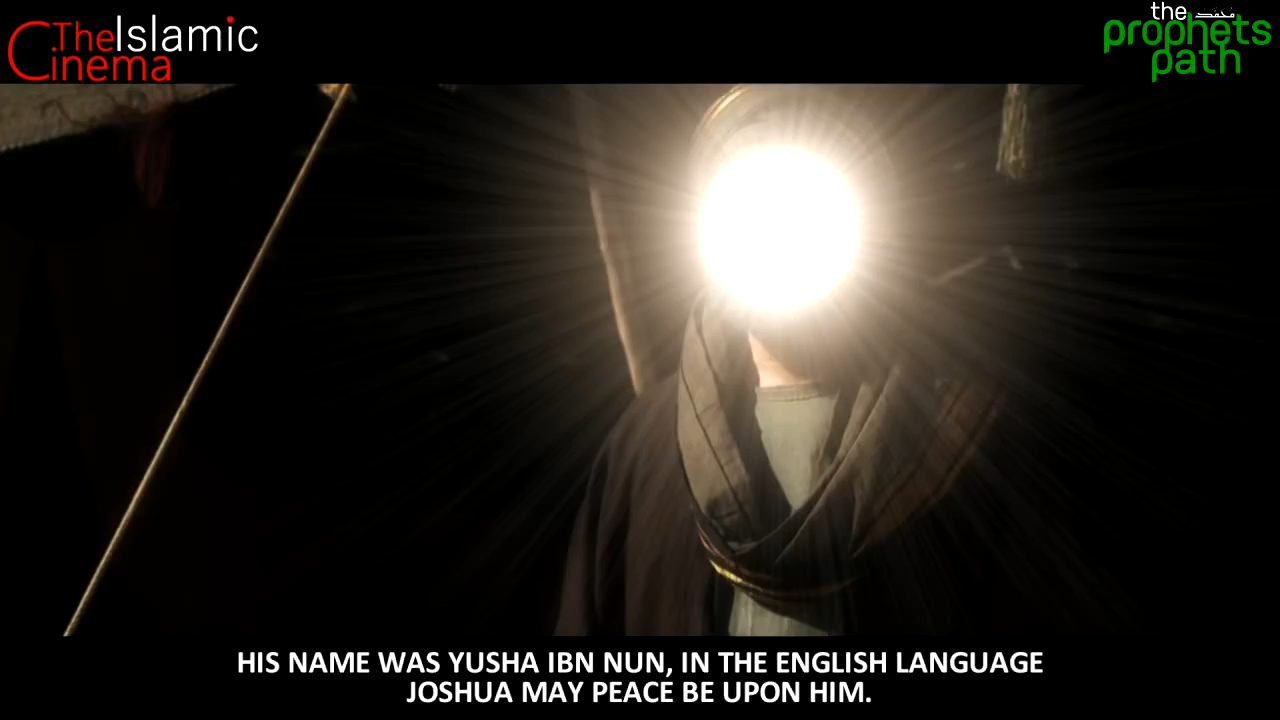 TheIslamic
Cinema
the محمد
prophets
path
HIS NAME WAS YUSHA IBN NUN, IN THE ENGLISH LANGUAGE
JOSHUA MAY PEACE BE UPON HIM.